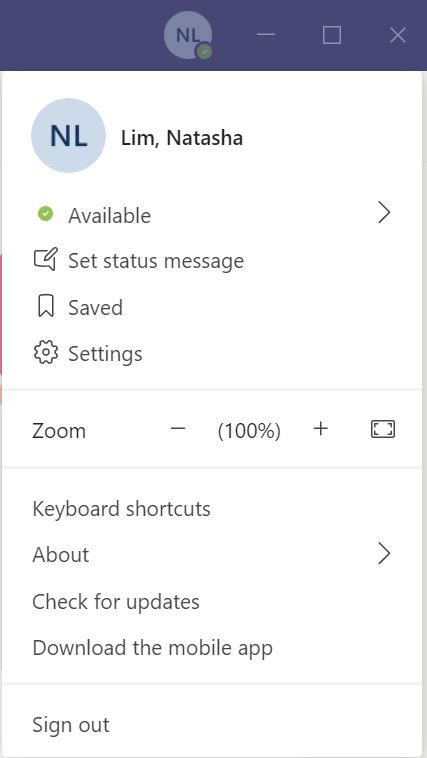 NL
NL
Lim, Natasha
Available
Set status message
Saved
Settings
Zoom (100%)
Keyboard shortcuts
About
Check for updates
Download the mobile app
Sign out